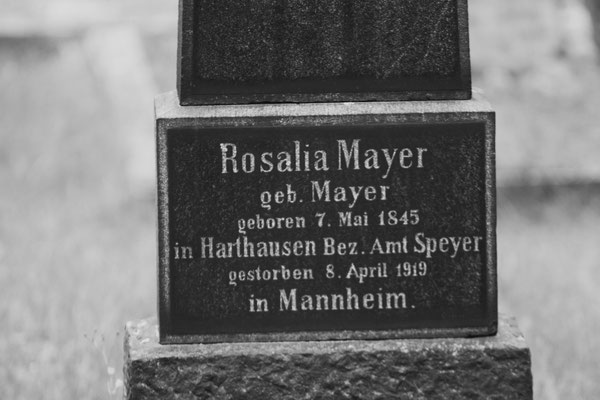 Rosalia Mayer
geb. Mayer
geboren 7. Mai 1845
in Harthausen Bez. Amt Speyer
gestorben 8. April 1919
in Mannheim.